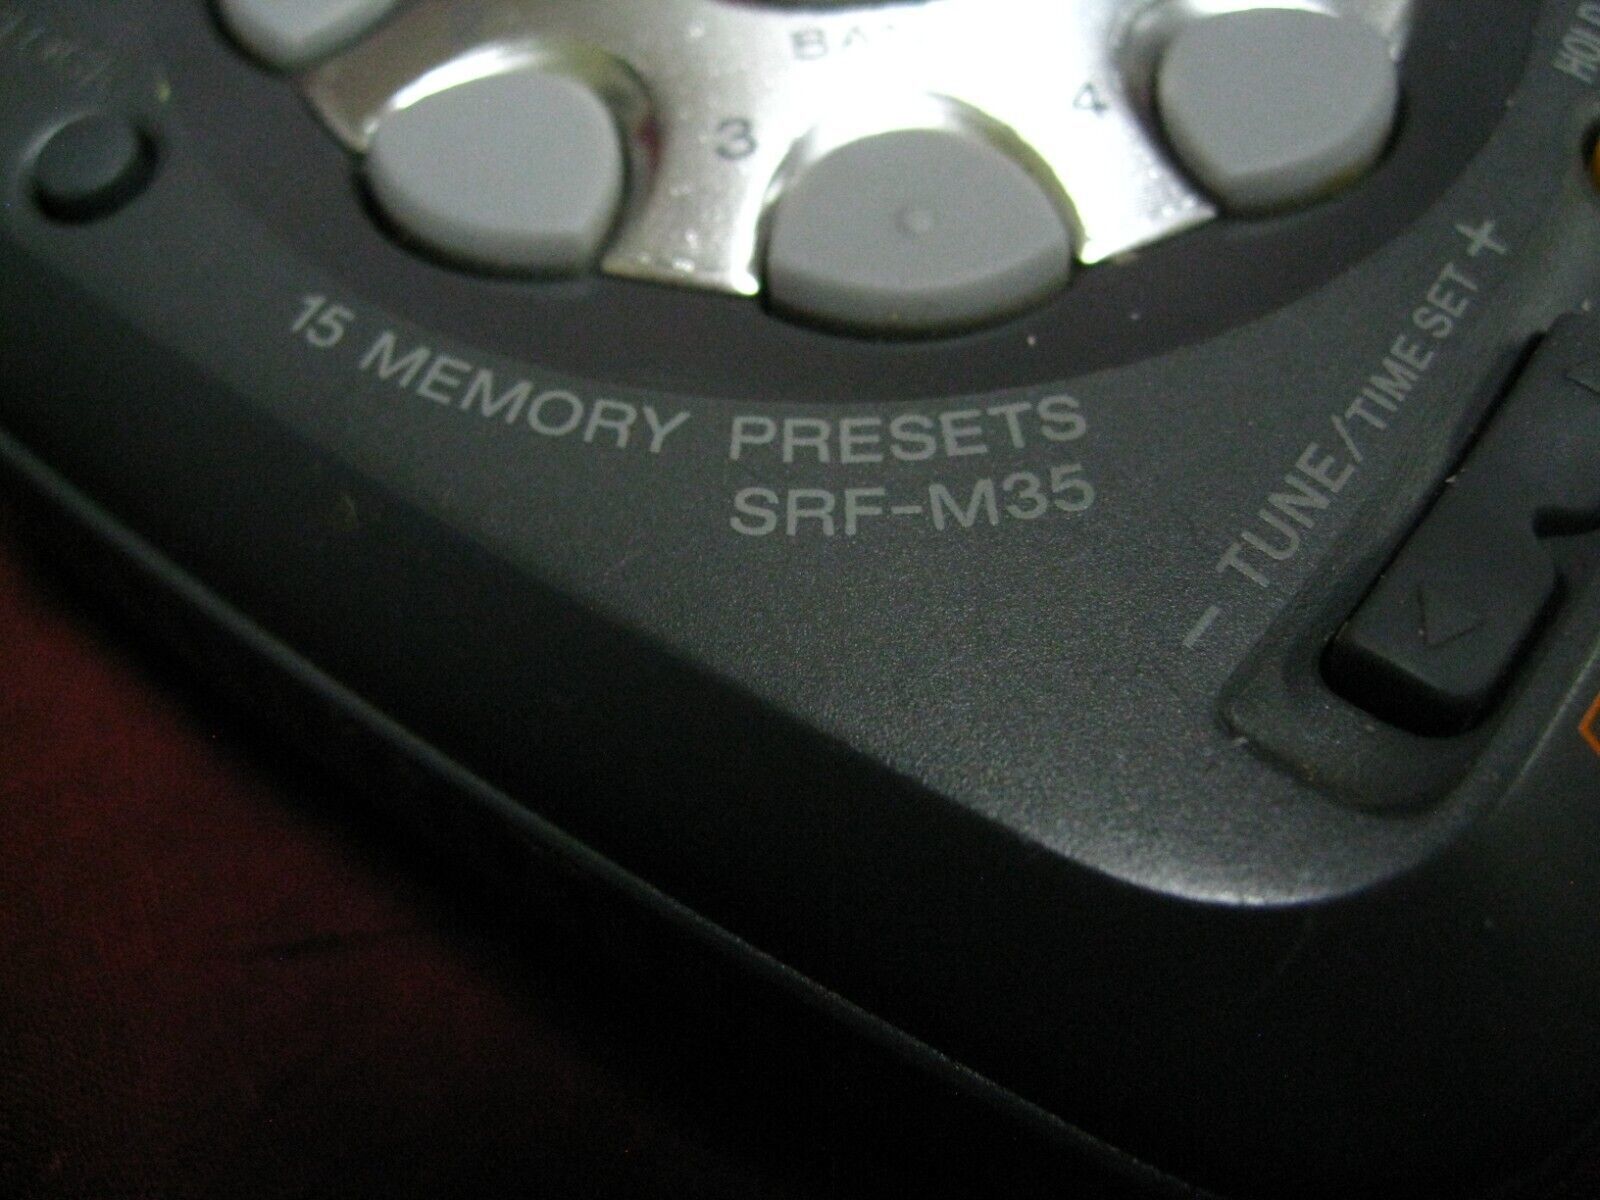 3
4
15 MEMORY PRESETS
SRF-M35
- TUNE/TIME SET +